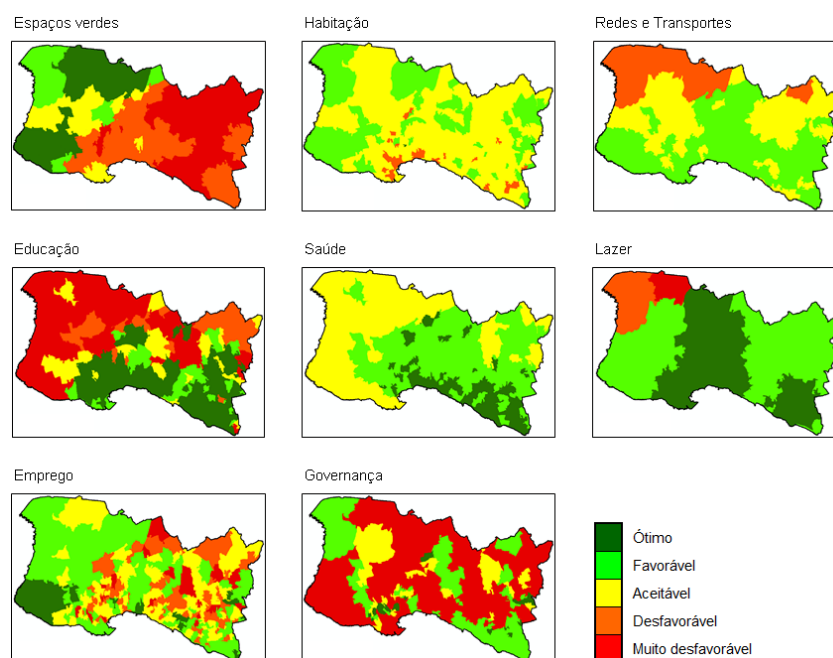 Espaços verdes
Habitação
Redes e Transportes
Educação
Saúde
Lazer
Emprego
Governança
Ótimo
Favorável
Aceitável
Desfavorável
Muito desfavorável